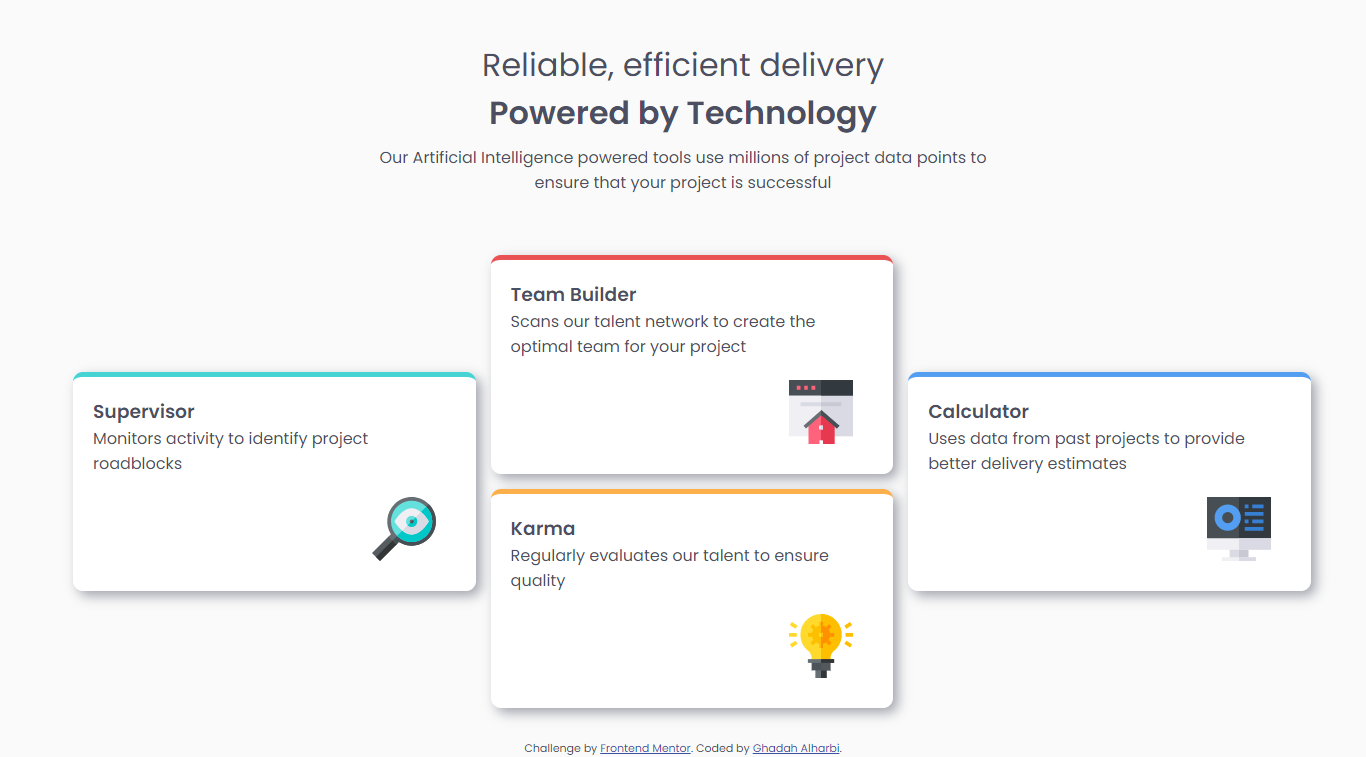 Reliable, efficient delivery
Powered by Technology
Our Artificial Intelligence powered tools use millions of project data points to
ensure that your project is successful
Team Builder
Scans our talent network to create the
optimal team for your project
Supervisor
Monitors activity to identify project
roadblocks
Calculator
Uses data from past projects to provide
better delivery estimates
Karma
Regularly evaluates our talent to ensure
quality
Challenge by Frontend Mentor. Coded by Ghadah Alharbi.